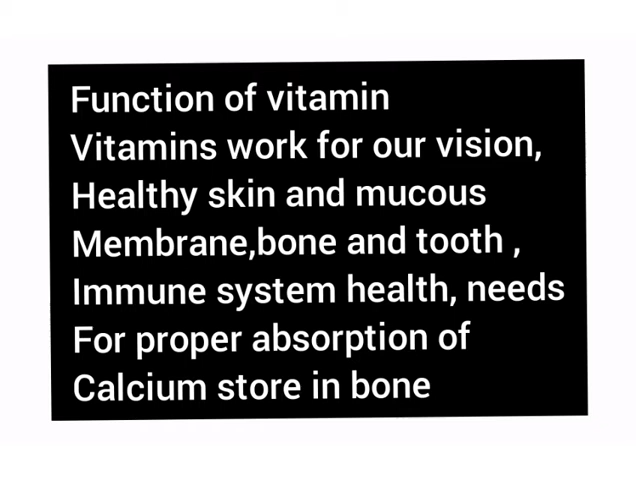 Function of vitamin
Vitamins work for our vision,
Healthy skin and mucous
Membrane,bone and tooth ,
Immune system health, needs
For proper absorption of
Calcium store in bone